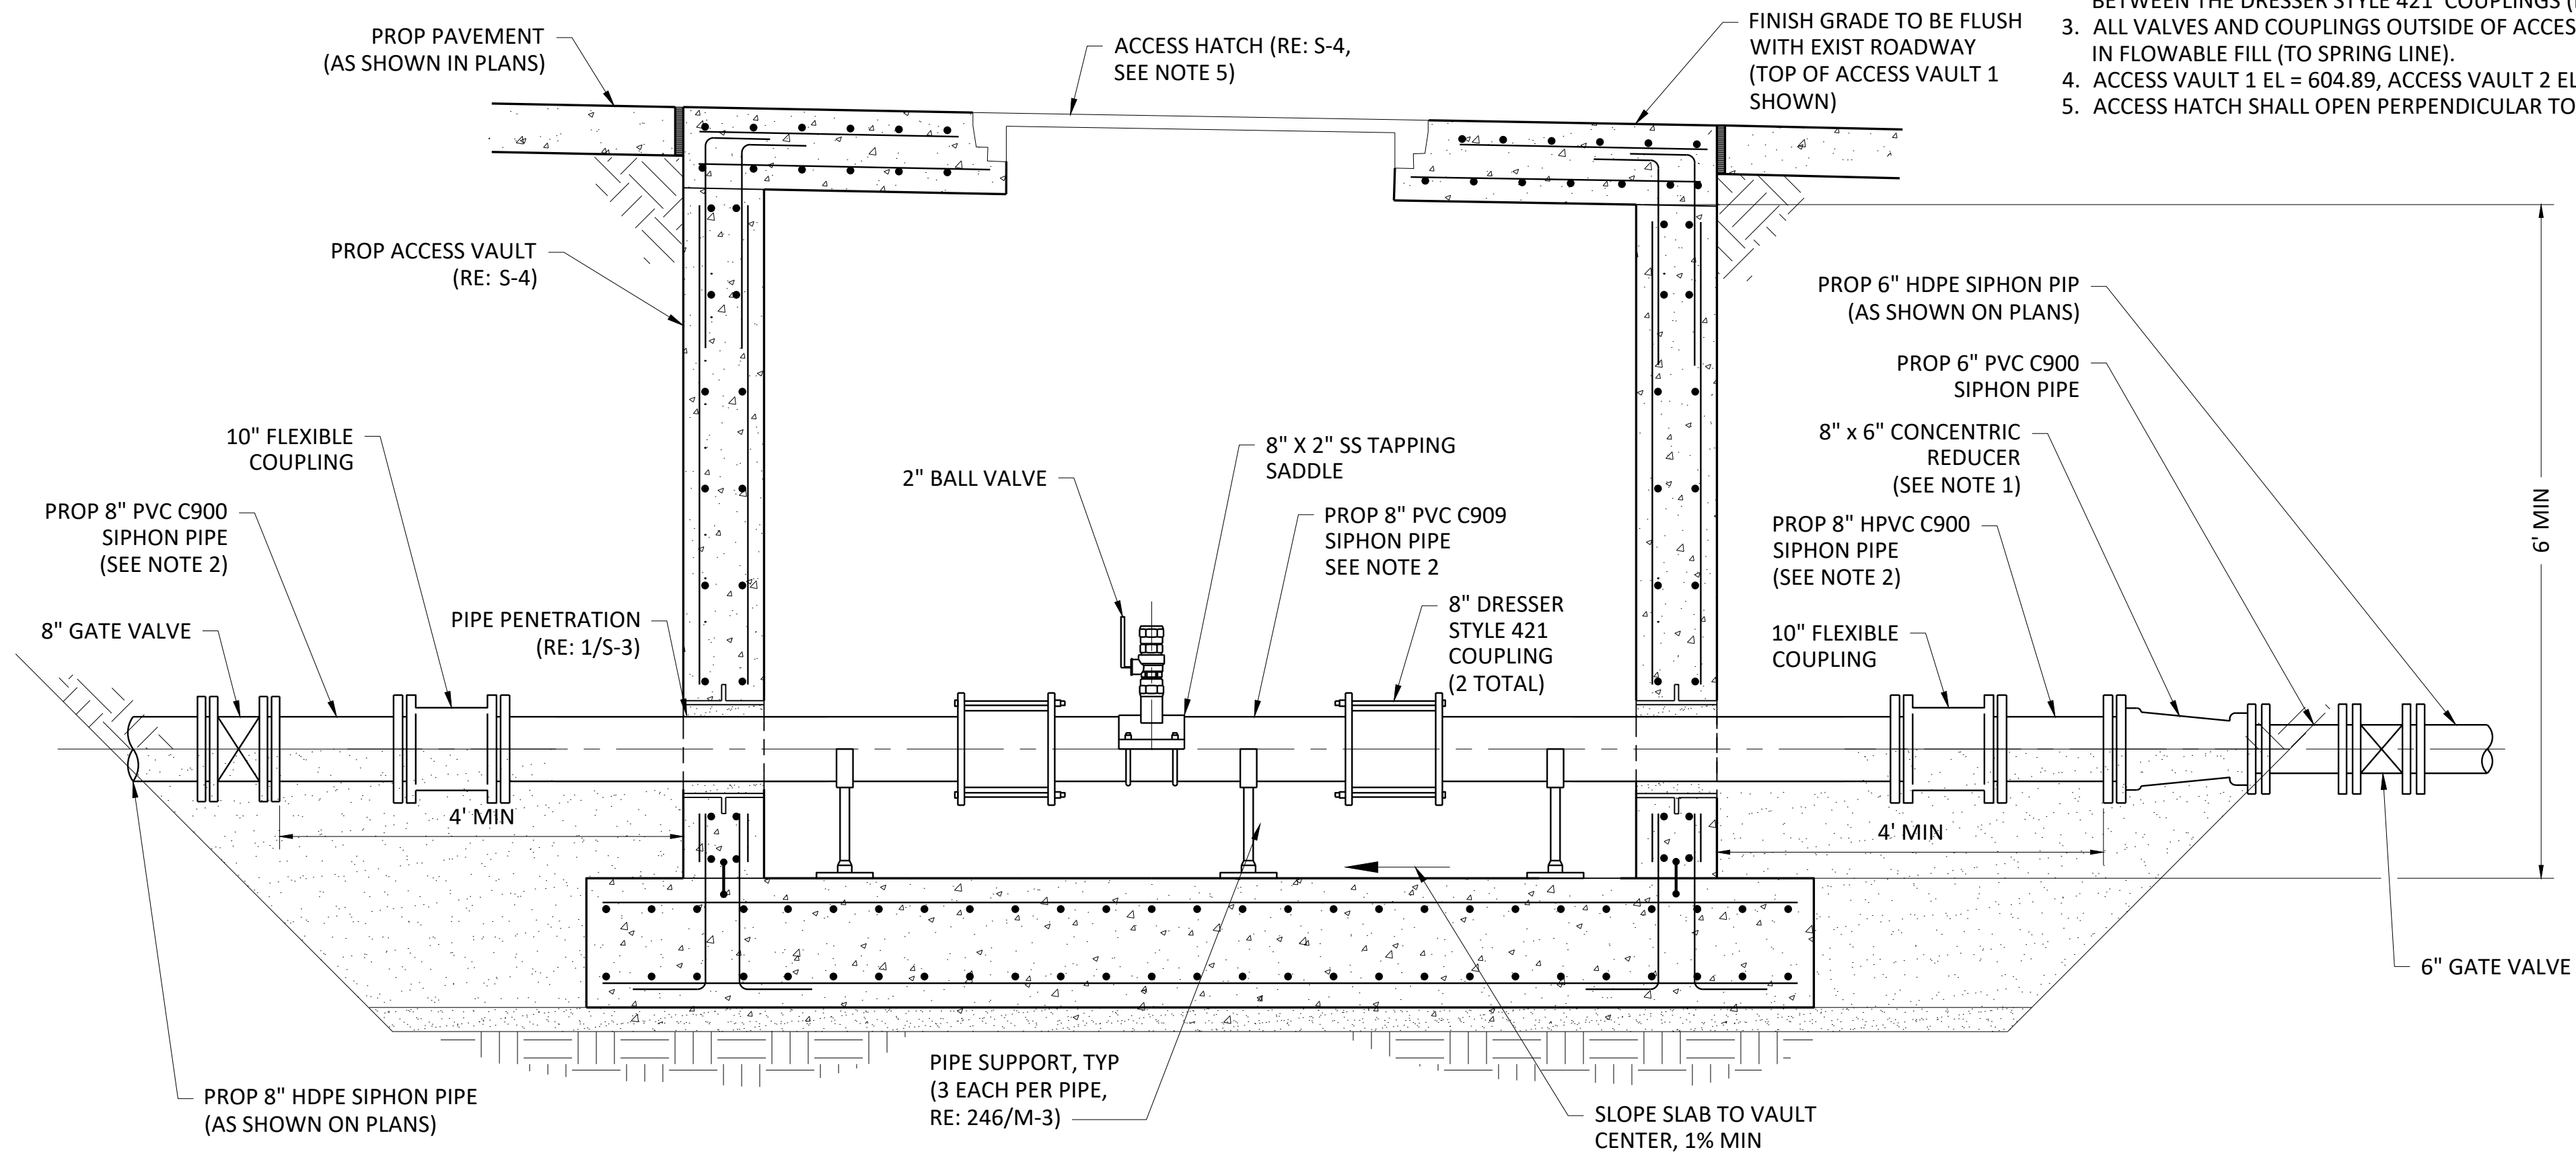 BETWEEN THE DRESSER STYLE 421 COUPLINGS
3. ALL VALVES AND COUPLINGS OUTSIDE OF ACCES
IN FLOWABLE FILL (TO SPRING LINE).
4. ACCESS VAULT 1 EL = 604.89, ACCESS VAULT 2 EL
5. ACCESS HATCH SHALL OPEN PERPENDICULAR TO
PROP PAVEMENT
(AS SHOWN IN PLANS)
ACCESS HATCH (RE: S-4,
SEE NOTE 5)
FINISH GRADE TO BE FLUSH
WITH EXIST ROADWAY
(TOP OF ACCESS VAULT 1
SHOWN)
PROP ACCESS VAULT
(RE: S-4)
PROP 6" HDPE SIPHON PIP
(AS SHOWN ON PLANS)
PROP 6" PVC C900
SIPHON PIPE
10" FLEXIBLE
COUPLING
8" X 2" SS TAPPING
SADDLE
8" x 6" CONCENTRIC
REDUCER
(SEE NOTE 1)
2" BALL VALVE
PROP 8" PVC C900
SIPHON PIPE
(SEE NOTE 2)
PROP 8" PVC C909
SIPHON PIPE
SEE NOTE 2
PROP 8" HPVC C900
SIPHON PIPE
(SEE NOTE 2)
6' MIN
8" GATE VALVE
PIPE PENETRATION
(RE: 1/S-3)
8" DRESSER
STYLE 421
COUPLING
(2 TOTAL)
10" FLEXIBLE
COUPLING
4' MIN
4' MIN
6" GATE VALVE
PROP 8" HDPE SIPHON PIPE
(AS SHOWN ON PLANS)
PIPE SUPPORT, TYP
(3 EACH PER PIPE,
RE: 246/M-3)
SLOPE SLAB TO VAULT
CENTER, 1% MIN